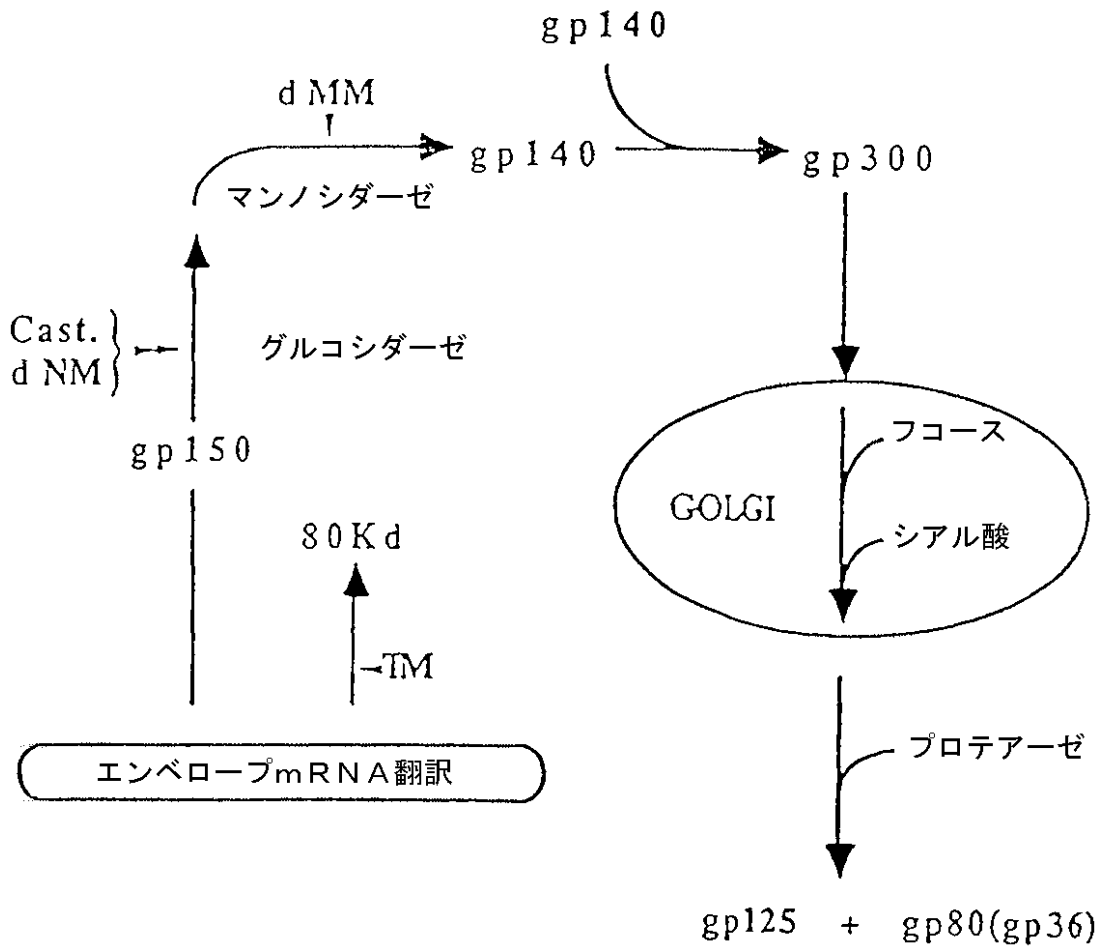 gp140
dMM
gp140
gp300
マンノシダーゼ
Cast.
dNM
グルコシダーゼ
gp150
フコース
GOLGI
シアル酸
80Kd
TM
プロテアーゼ
エンベロープmRNA翻訳
gp125 + gp80(gp36)